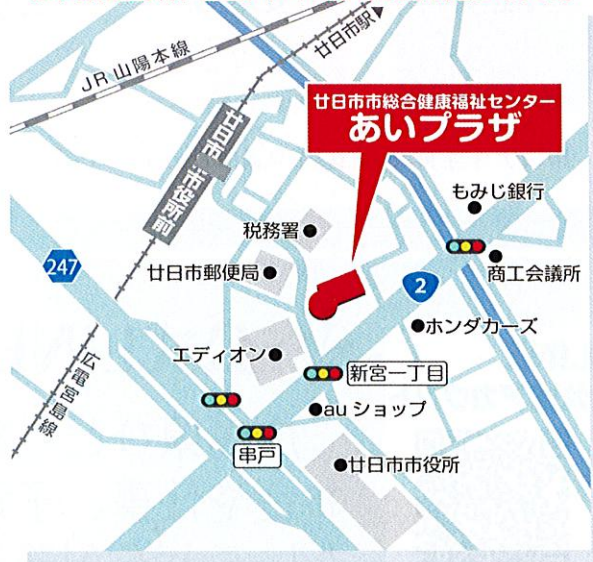 廿日市駅
JR山陽本線
廿日市市総合健康福祉センター
あいプラザ
廿日市市役所前
もみじ銀行
税務署
247
廿日市郵便局
2
商工会議所
ホンダカーズ
エディオン
新宮一丁目
広電宮島線
auショップ
串戸
廿日市市役所